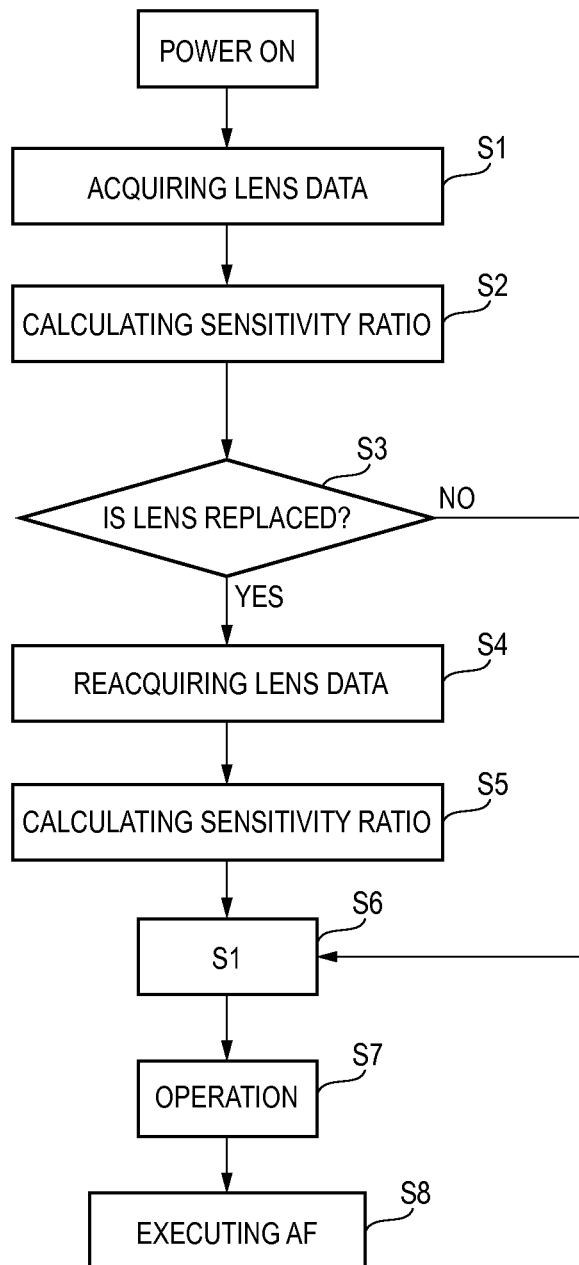 POWER ON
S1
ACQUIRING LENS DATA
S2
CALCULATING SENSITIVITY RATIO
S3
IS LENS REPLACED?
NO
YES
S4
REACQUIRING LENS DATA
S5
CALCULATING SENSITIVITY RATIO
S6
S1
S7
OPERATION
S8
EXECUTING AF